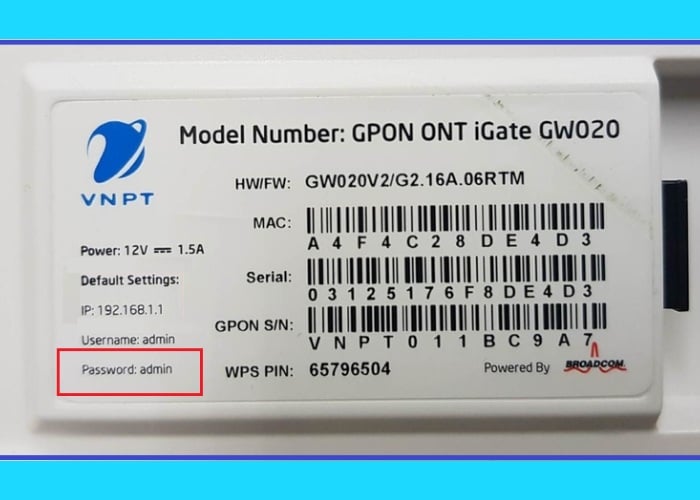 Model Number: GPON ONT iGate GW020
VNPT
HW/FW: GW020V2/G2.16A.06RTM
MAC: A4F4C28DE4D3
Power: 12V ⎓ 1.5A
Default Settings:
Serial: 03125176F8DE4D3
IP: 192.168.1.1
GPON S/N: VNPT011BC9A7
Username: admin
Password: admin
WPS PIN: 65796504
Powered By BROADCOM.